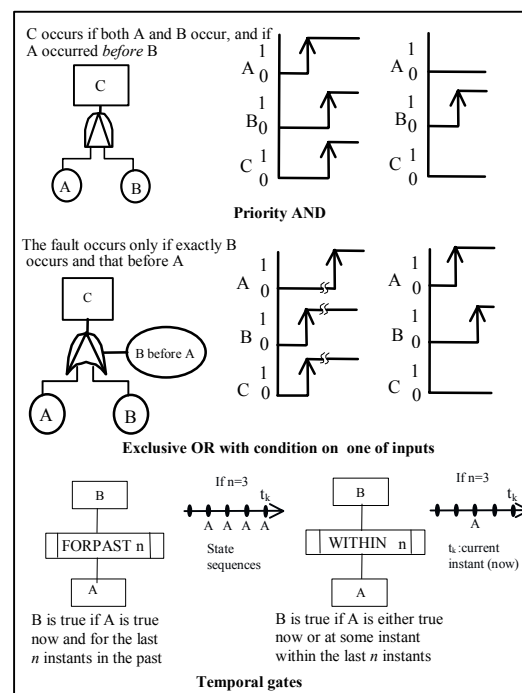 C occurs if both A and B occur, and if
A occurred before B
C
A
B
A 1 0
B 1 0
C 1 0
A 1 0
B 1 0
C 1 0
Priority AND
The fault occurs only if exactly B
occurs and that before A
C
B before A
A
B
A 1 0
B 1 0
C 1 0
A 1 0
B 1 0
C 1 0
Exclusive OR with condition on one of inputs
B
FORPAST n
A
If n=3
tk
A A A A
State
sequences
B is true if A is true
now and for the last
n instants in the past
B
WITHIN n
A
If n=3
tk
A
tk:current
instant (now)
B is true if A is either true
now or at some instant
within the last n instants
Temporal gates